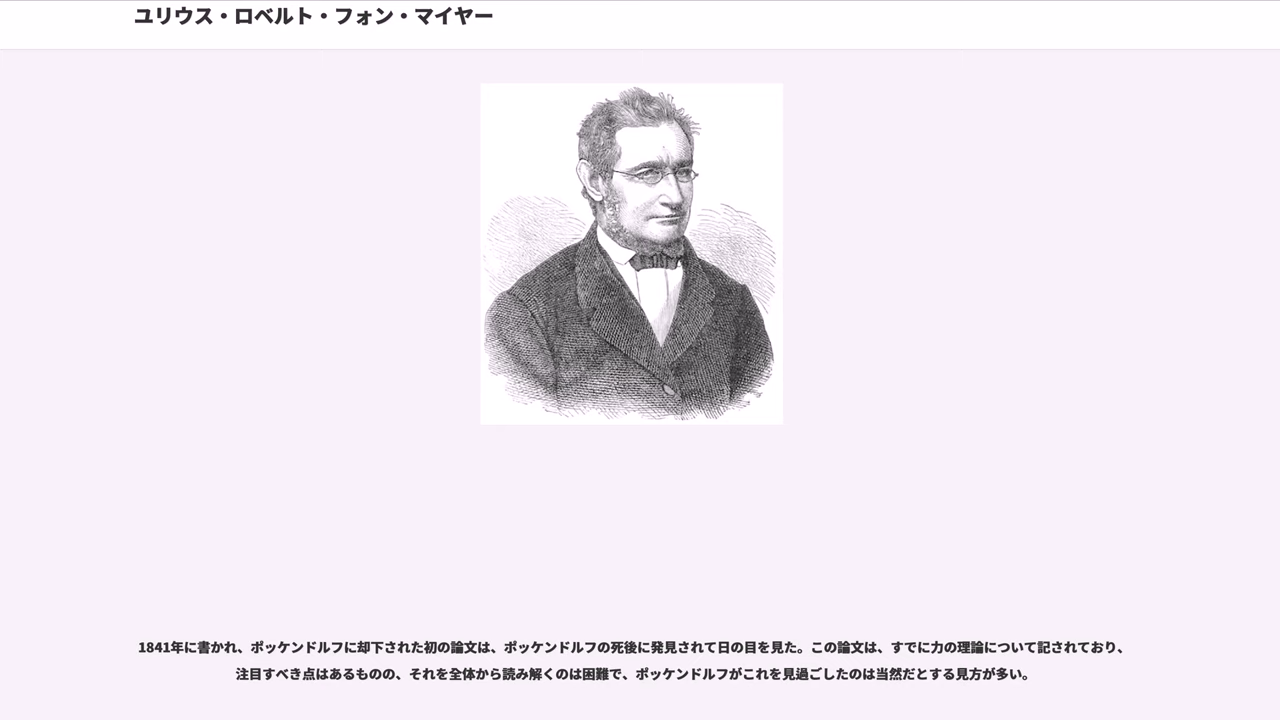 ユリウス・ロベルト・フォン・マイヤー
1841年に書かれ、ポッケンドルフに却下された初の論文は、ポッケンドルフの死後に発見されて日の目を見た。この論文は、すでに力の理論について記されており、
注目すべき点はあるものの、それを全体から読み解くのは困難で、ポッケンドルフがこれを見過ごしたのは当然だとする見方が多い。